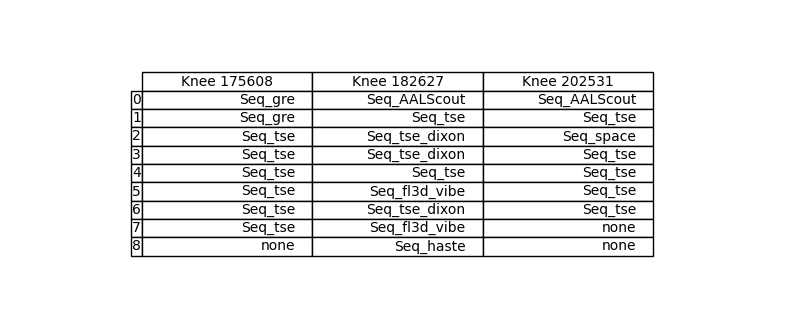 Knee 175608 Knee 182627 Knee 202531
0 Seq_gre Seq_AALScout Seq_AALScout
1 Seq_gre Seq_tse Seq_tse
2 Seq_tse Seq_tse_dixon Seq_space
3 Seq_tse Seq_tse_dixon Seq_tse
4 Seq_tse Seq_tse Seq_tse
5 Seq_tse Seq_fl3d_vibe Seq_tse
6 Seq_tse Seq_tse_dixon Seq_tse
7 Seq_tse Seq_fl3d_vibe none
8 none Seq_haste none